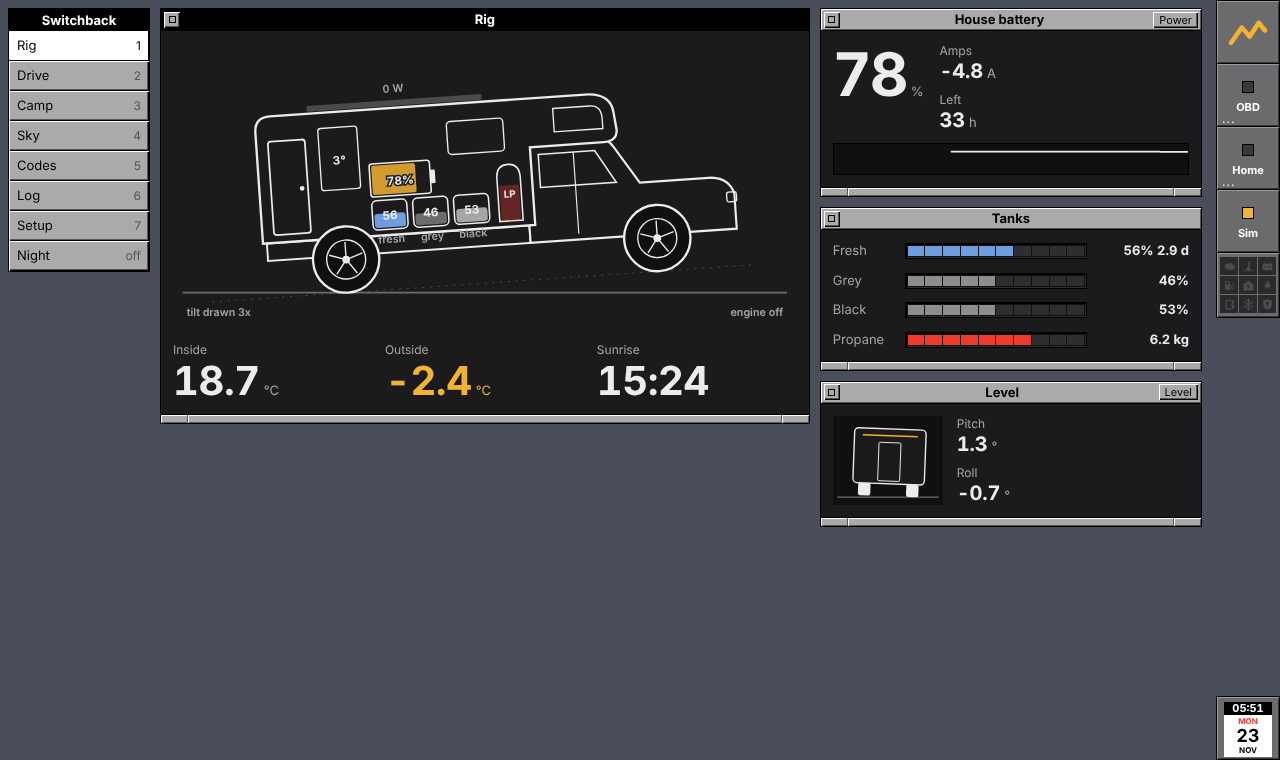 Switchback
Rig 1
Drive 2
Camp 3
Sky 4
Codes 5
Log 6
Setup 7
Night off
Rig
0 W
3°
78%
LP
56
46
53
fresh
grey
black
tilt drawn 3x
engine off
Inside
18.7 °C
Outside
-2.4 °C
Sunrise
15:24
House battery
Power
78 %
Amps
-4.8 A
Left
33 h
Tanks
Fresh 56% 2.9 d
Grey 46%
Black 53%
Propane 6.2 kg
Level
Level
Pitch
1.3 °
Roll
-0.7 °
OBD
...
Home
...
Sim
05:51
MON
23
NOV